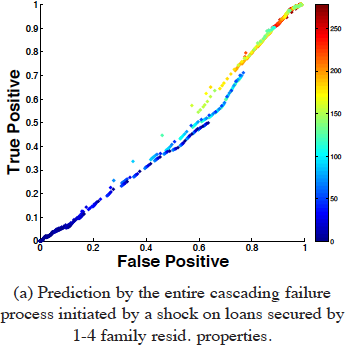 1
0.9
0.8
0.7
0.6
0.5
0.4
0.3
0.2
0.1
0
True Positive
0 0.2 0.4 0.6 0.8 1
False Positive
250
200
150
100
50
0
(a) Prediction by the entire cascading failure
process initiated by a shock on loans secured by
1-4 family resid. properties.